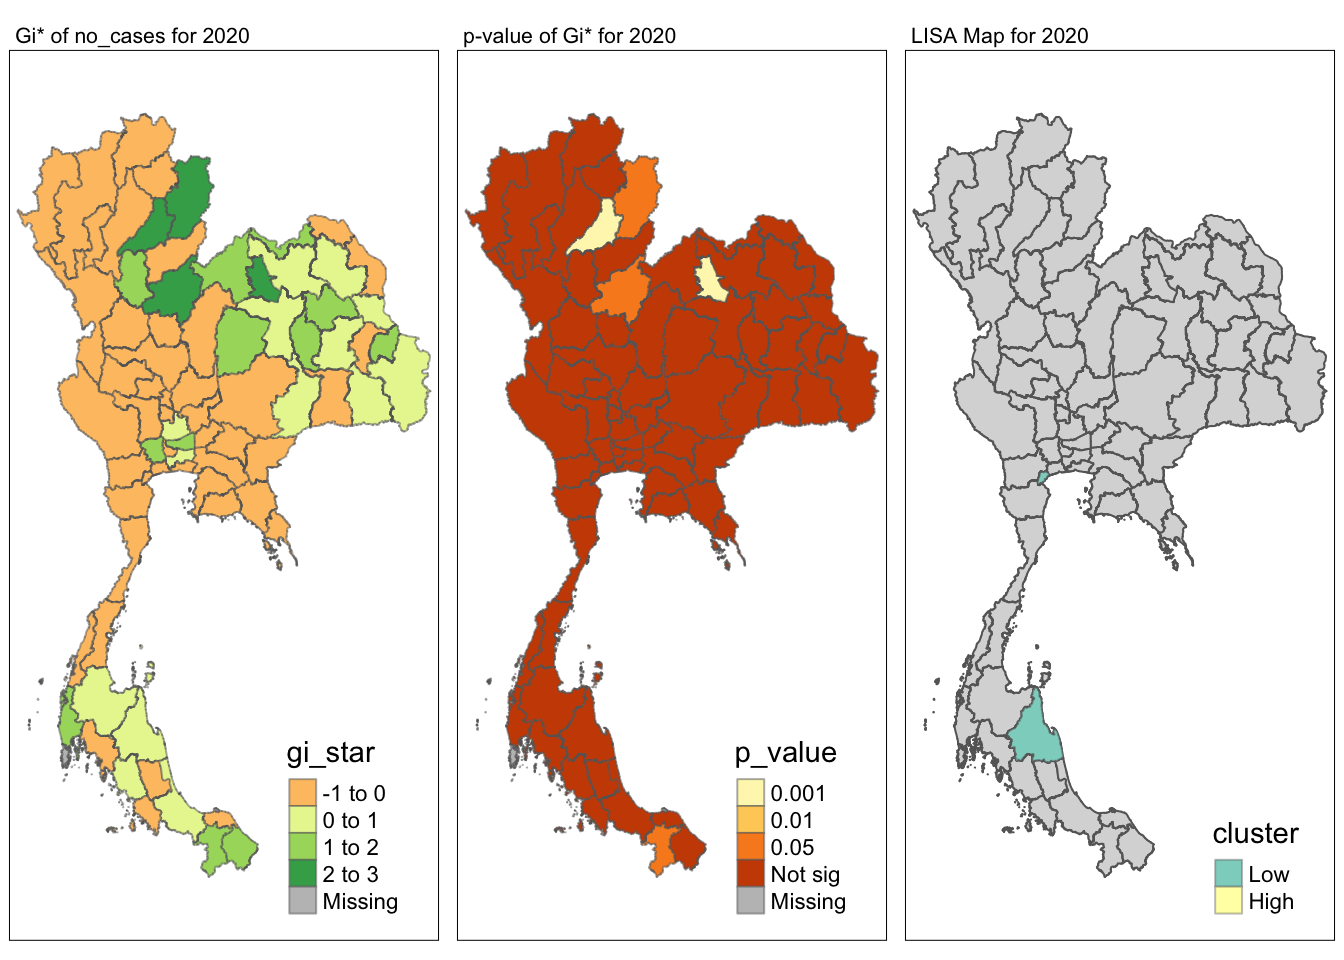 Gi* of no_cases for 2020
gi_star
-1 to 0
0 to 1
1 to 2
2 to 3
Missing
p-value of Gi* for 2020
p_value
0.001
0.01
0.05
Not sig
Missing
LISA Map for 2020
cluster
Low
High